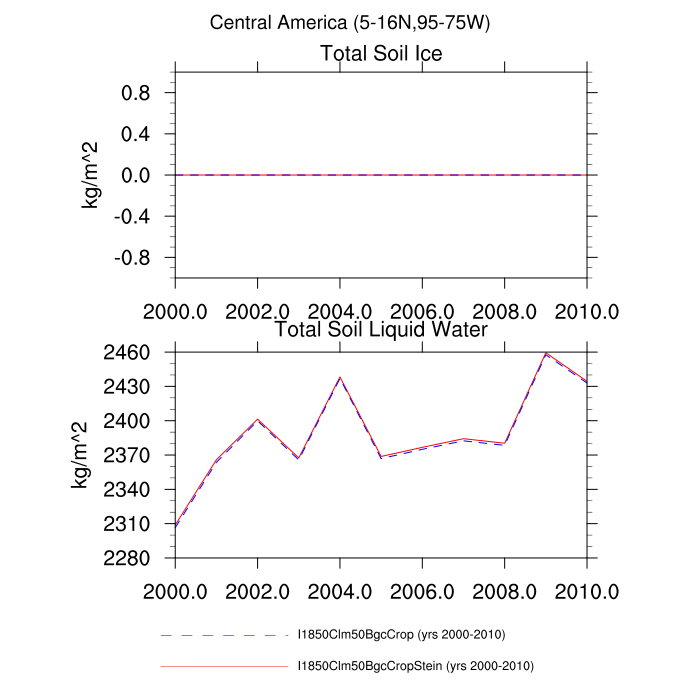 Central America (5-16N,95-75W)
Total Soil Ice
0.8
0.4
0.0
-0.4
-0.8
kg/m^2
2000.0 2002.0 2004.0 2006.0 2008.0 2010.0
Total Soil Liquid Water
2460
2430
2400
2370
2340
2310
2280
kg/m^2
2000.0 2002.0 2004.0 2006.0 2008.0 2010.0
I1850Clm50BgcCrop (yrs 2000-2010)
I1850Clm50BgcCropStein (yrs 2000-2010)